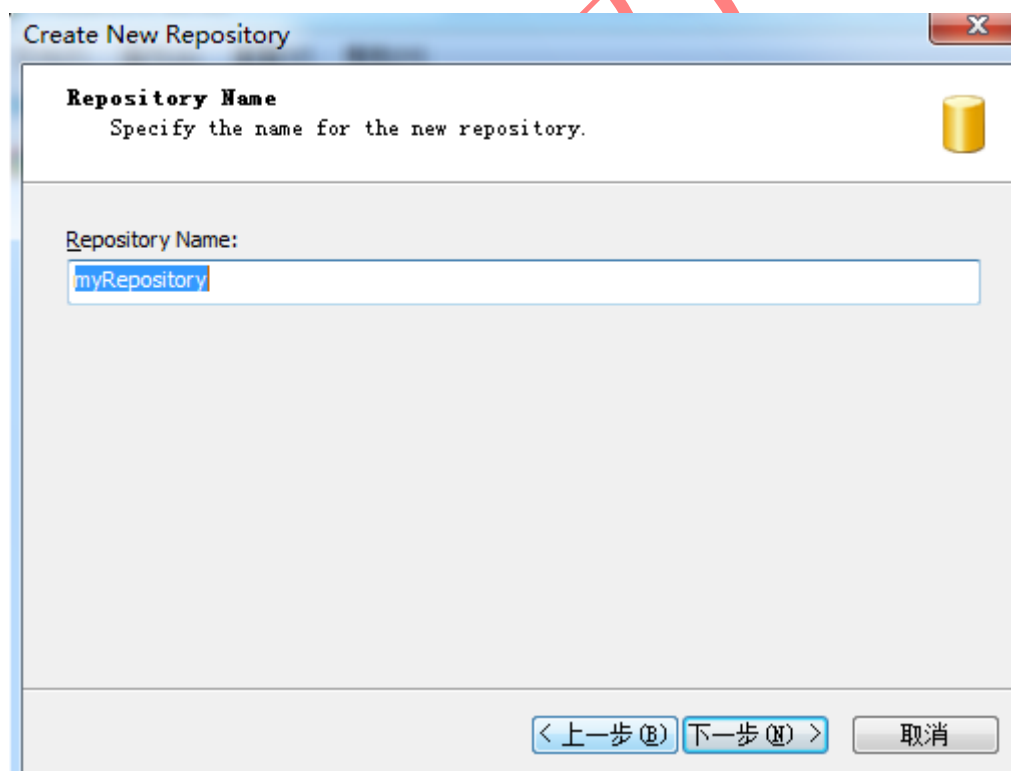 Create New Repository
Repository Name
Specify the name for the new repository.
Repository Name:
myRepository
< 上一步(B) 下一步(N) > 取消